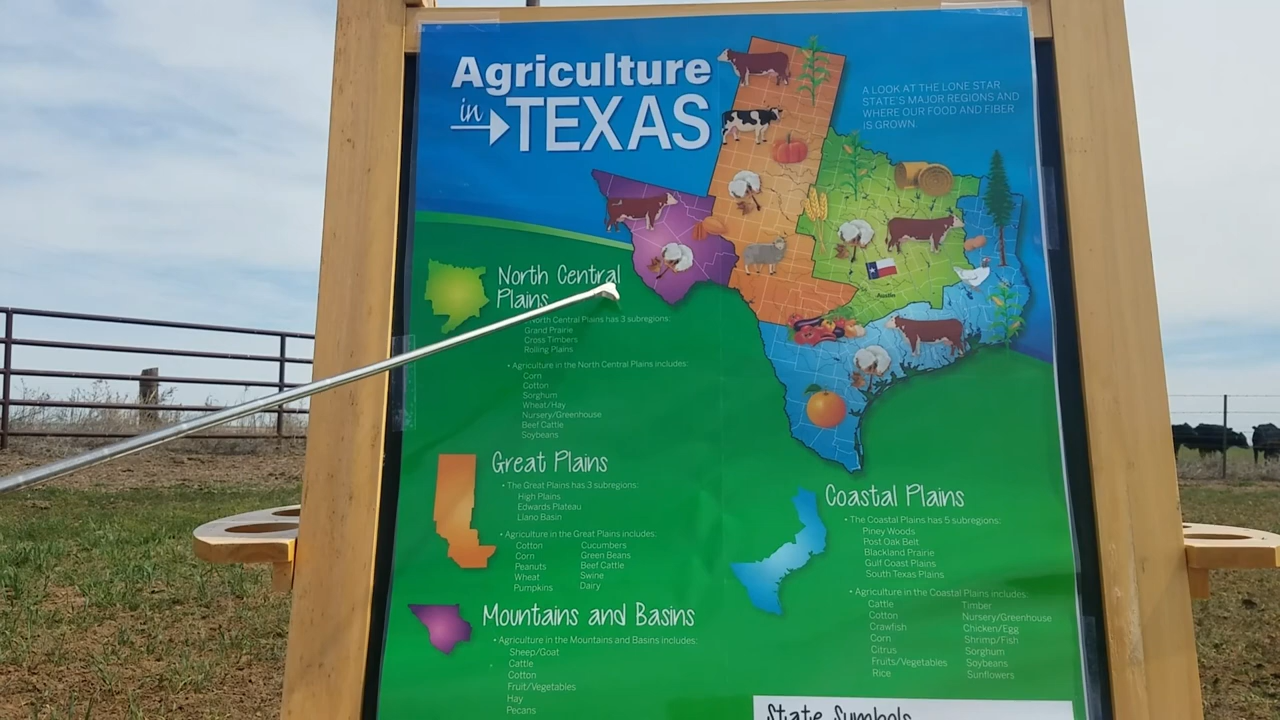 Agriculture
in
TEXAS
A LOOK AT THE LONE STAR
STATE'S MAJOR REGIONS AND
WHERE OUR FOOD AND FIBER
IS GROWN.
Austin
North Central
Plains
North Central Plains has 3 subregions:
Grand Prairie
Cross Timbers
Rolling Plains
• Agriculture in the North Central Plains includes:
Corn
Cotton
Sorghum
Wheat/Hay
Nursery/Greenhouse
Beef Cattle
Soybeans
Great Plains
• The Great Plains has 3 subregions:
High Plains
Edwards Plateau
Llano Basin
• Agriculture in the Great Plains includes:
Cotton
Corn
Peanuts
Wheat
Pumpkins
Cucumbers
Green Beans
Beef Cattle
Swine
Dairy
Mountains and Basins
• Agriculture in the Mountains and Basins includes:
Sheep/Goat
Cattle
Cotton
Fruit/Vegetables
Hay
Pecans
Coastal Plains
• The Coastal Plains has 5 subregions:
Piney Woods
Post Oak Belt
Blackland Prairie
Gulf Coast Plains
South Texas Plains
• Agriculture in the Coastal Plains includes:
Cattle
Cotton
Crawfish
Corn
Citrus
Fruits/Vegetables
Rice
Timber
Nursery/Greenhouse
Chicken/Egg
Shrimp/Fish
Sorghum
Soybeans
Sunflowers
State Symbols